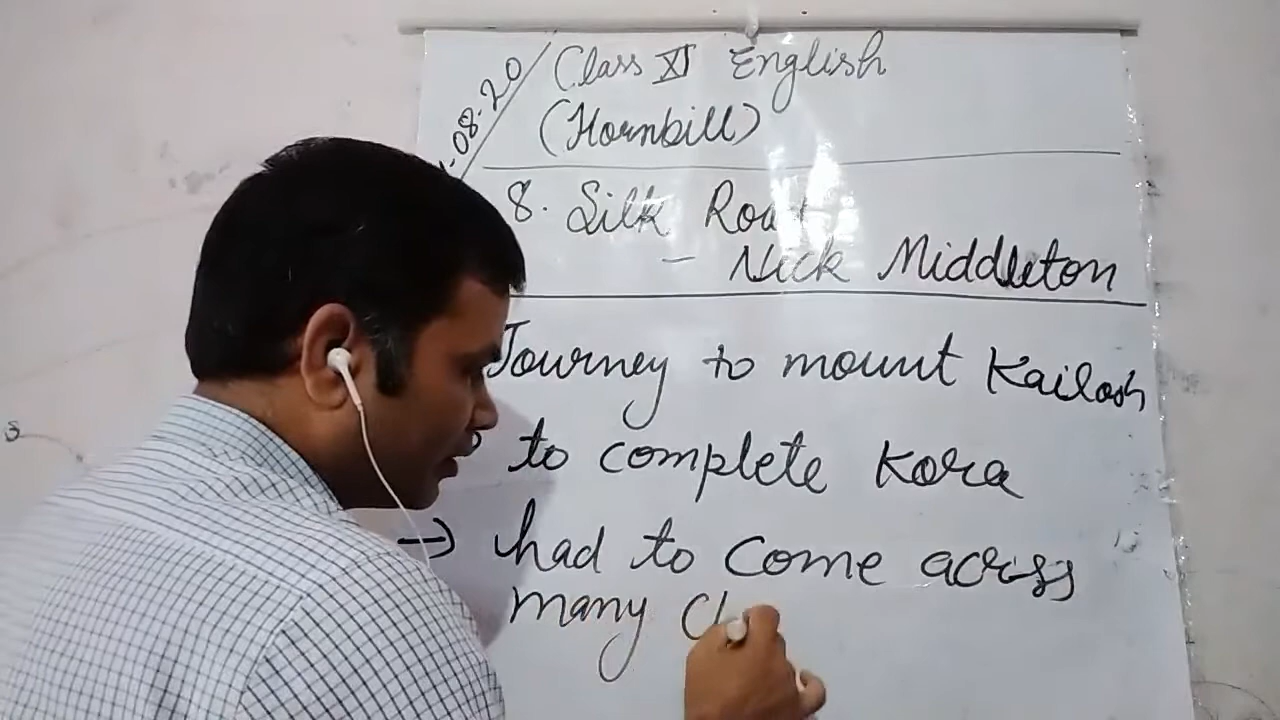 08.20
Class XI English
(Hornbill)
8. Silk
- Nick Middleton
Journey to mount Kailash
to complete Kora
→ had to come across
many